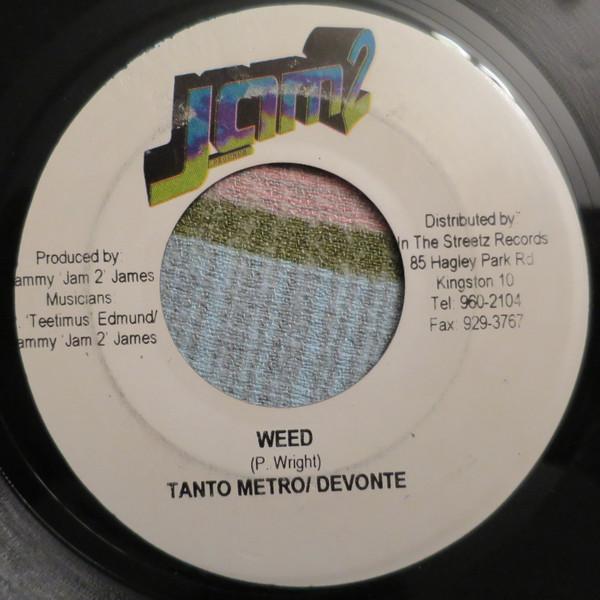 Jam2
RECORDS
Produced by:
ammy 'Jam 2' James
Musicians:
'Teetimus' Edmund/
ammy 'Jam 2' James
Distributed by
In The Streetz Records
85 Hagley Park Rd
Kingston 10
Tel: 960-2104
Fax: 929-3767
WEED
(P. Wright)
TANTO METRO/ DEVONTE